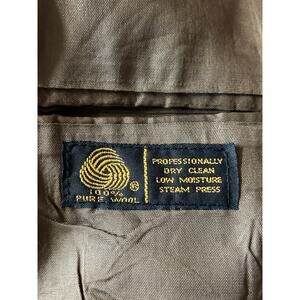 100%
PURE WOOL
®
PROFESSIONALLY
DRY CLEAN
LOW MOISTURE
STEAM PRESS